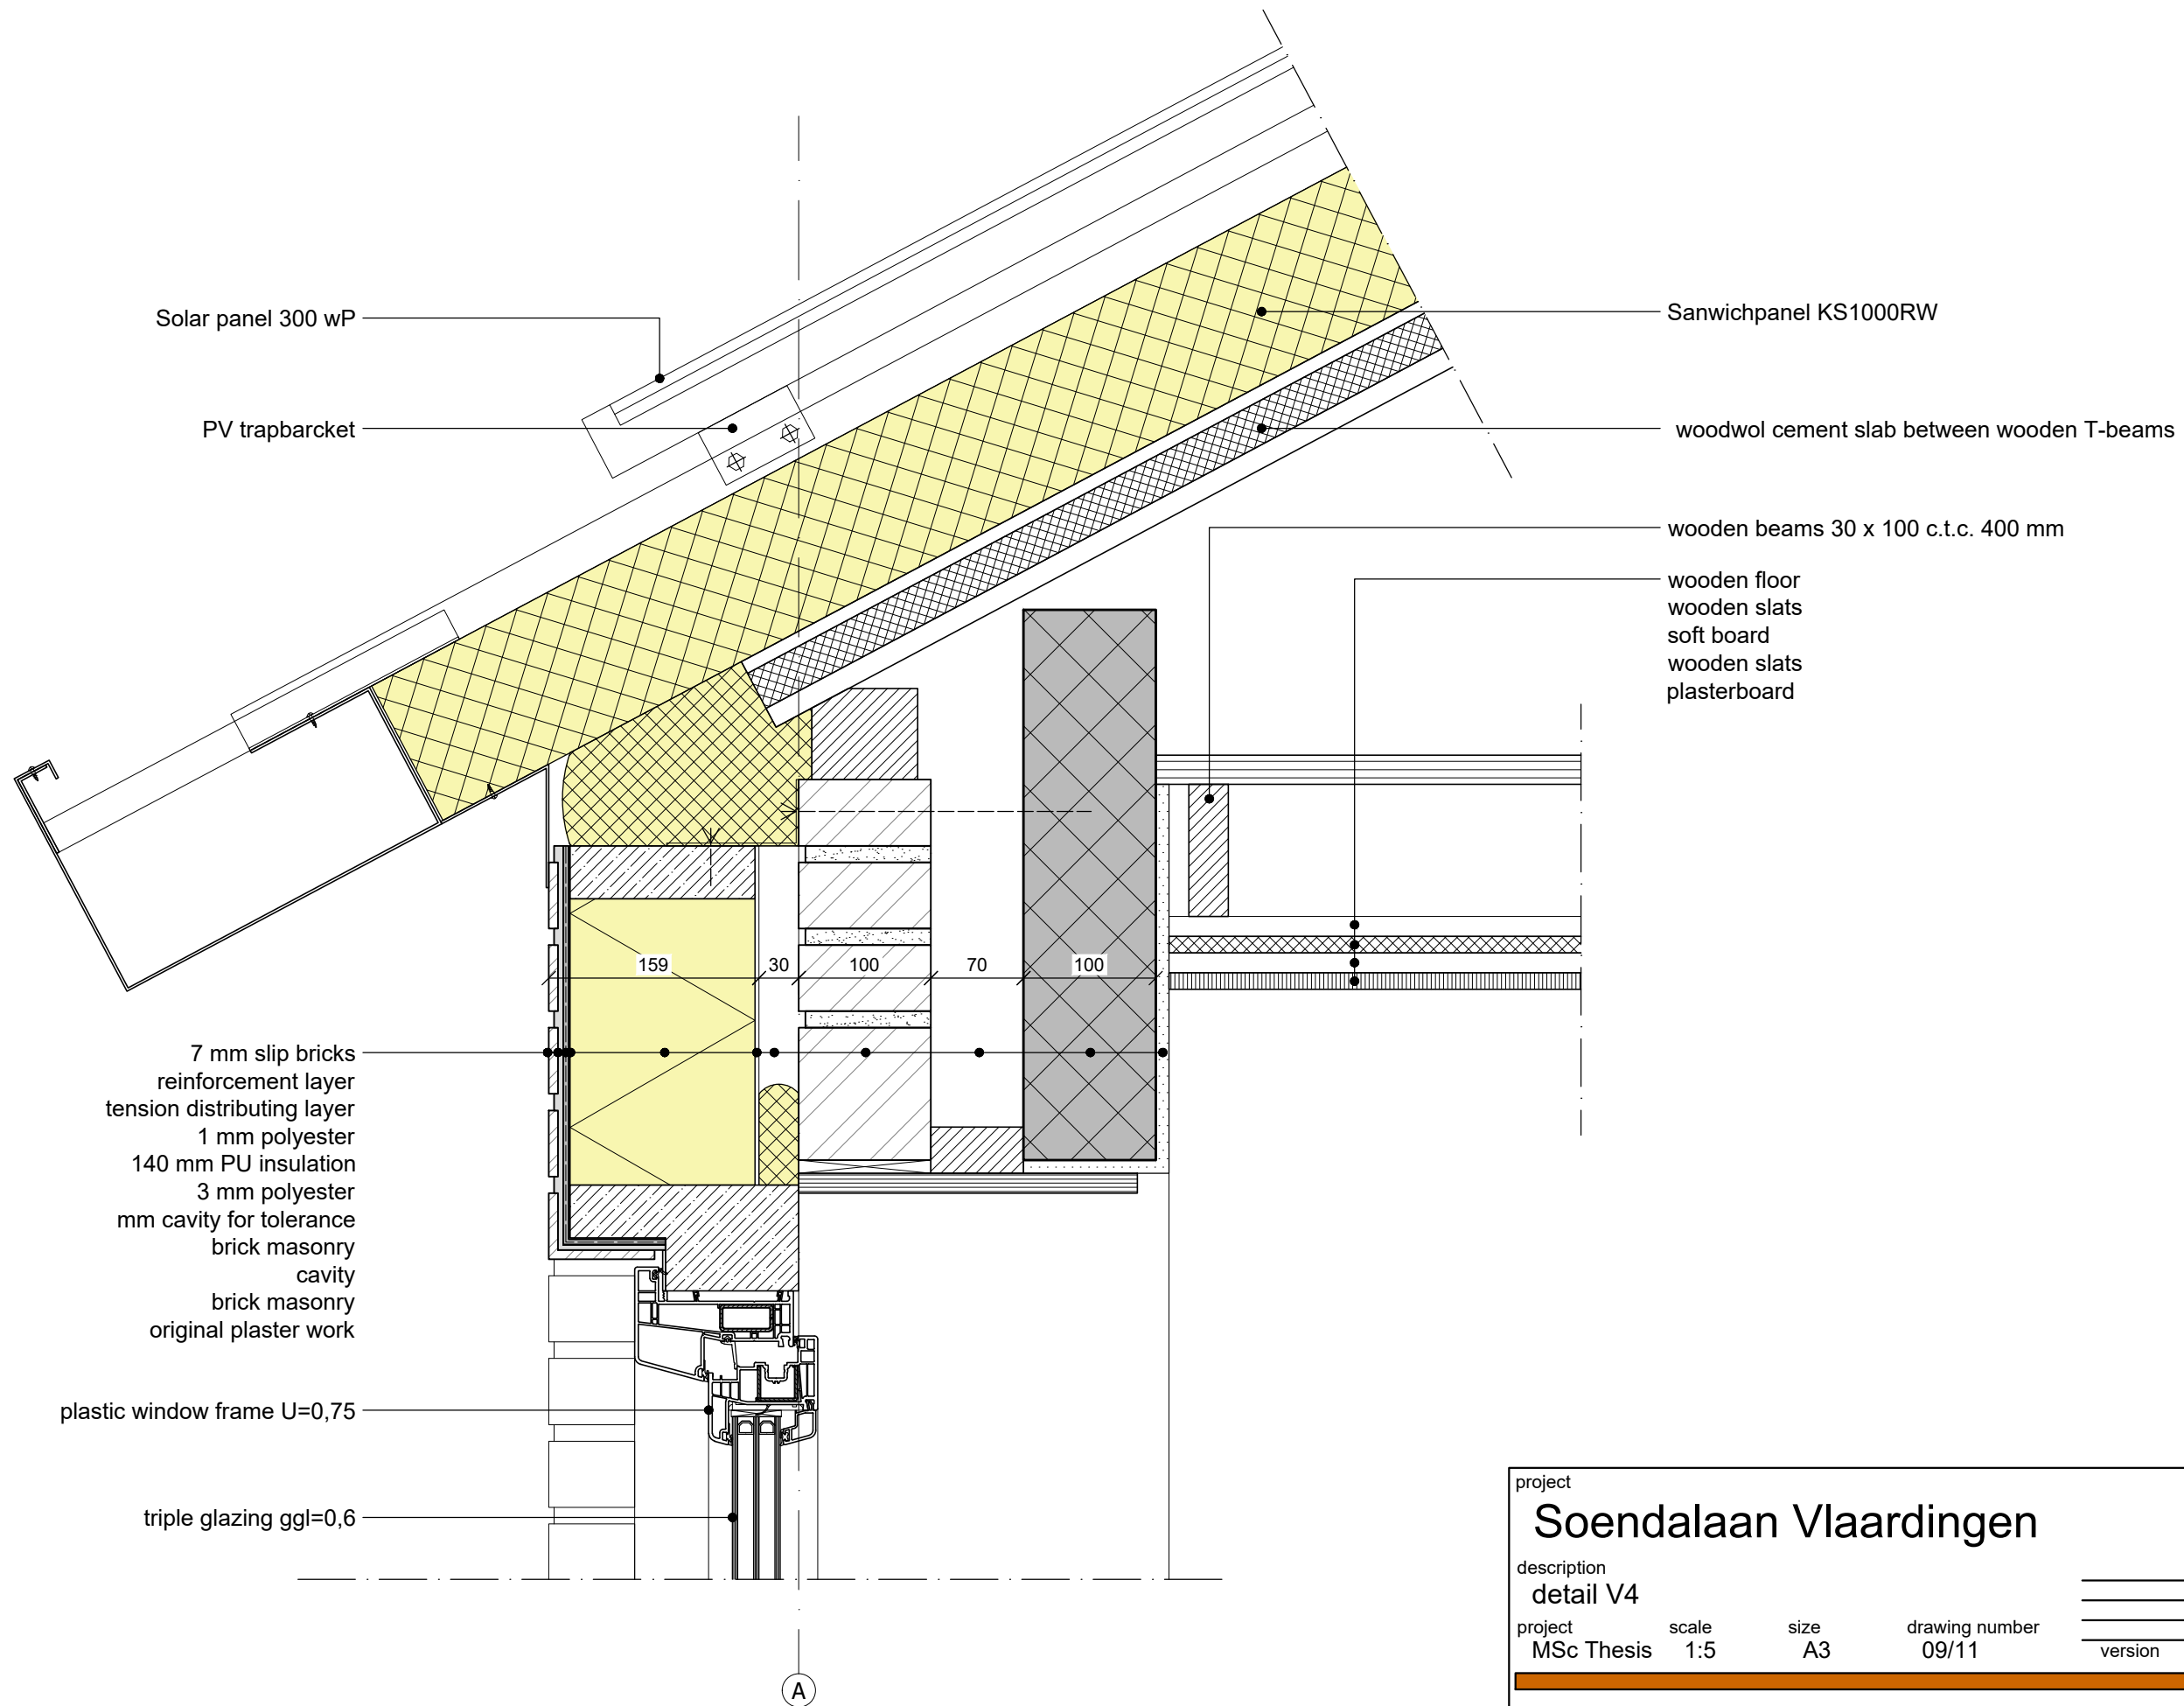 Solar panel 300 wP
PV trapbarcket
Sanwichpanel KS1000RW
woodwol cement slab between wooden T-beams
wooden beams 30 x 100 c.t.c. 400 mm
wooden floor
wooden slats
soft board
wooden slats
plasterboard
159 30 100 70 100
7 mm slip bricks
reinforcement layer
tension distributing layer
1 mm polyester
140 mm PU insulation
3 mm polyester
mm cavity for tolerance
brick masonry
cavity
brick masonry
original plaster work
plastic window frame U=0,75
triple glazing ggl=0,6
A
project
Soendalaan Vlaardingen
description
detail V4
project scale size drawing number
MSc Thesis 1:5 A3 09/11 version